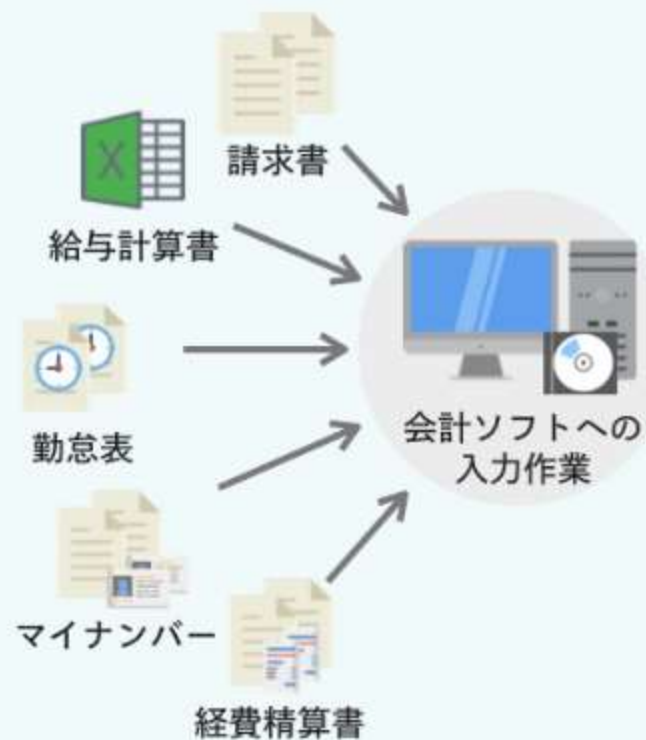 請求書
給与計算書
勤怠表
マイナンバー
経費精算書
会計ソフトへの
入力作業